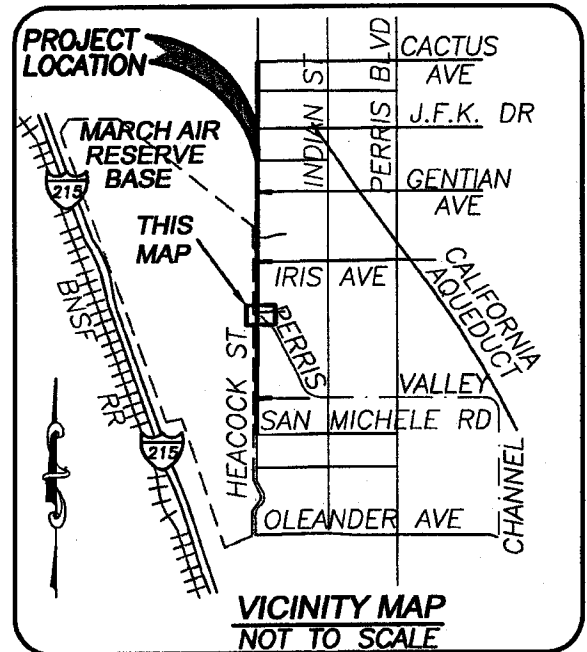 PROJECT
LOCATION
CACTUS
AVE
INDIAN ST
PERRIS BLVD
J.F.K. DR
MARCH AIR
RESERVE
BASE
215
GENTIAN
AVE
THIS
MAP
IRIS AVE
CALIFORNIA
AQUEDUCT
BNSF RR
HEACOCK ST.
PERRIS
VALLEY
CHANNEL
SAN MICHELE RD
215
OLEANDER AVE
VICINITY MAP
NOT TO SCALE